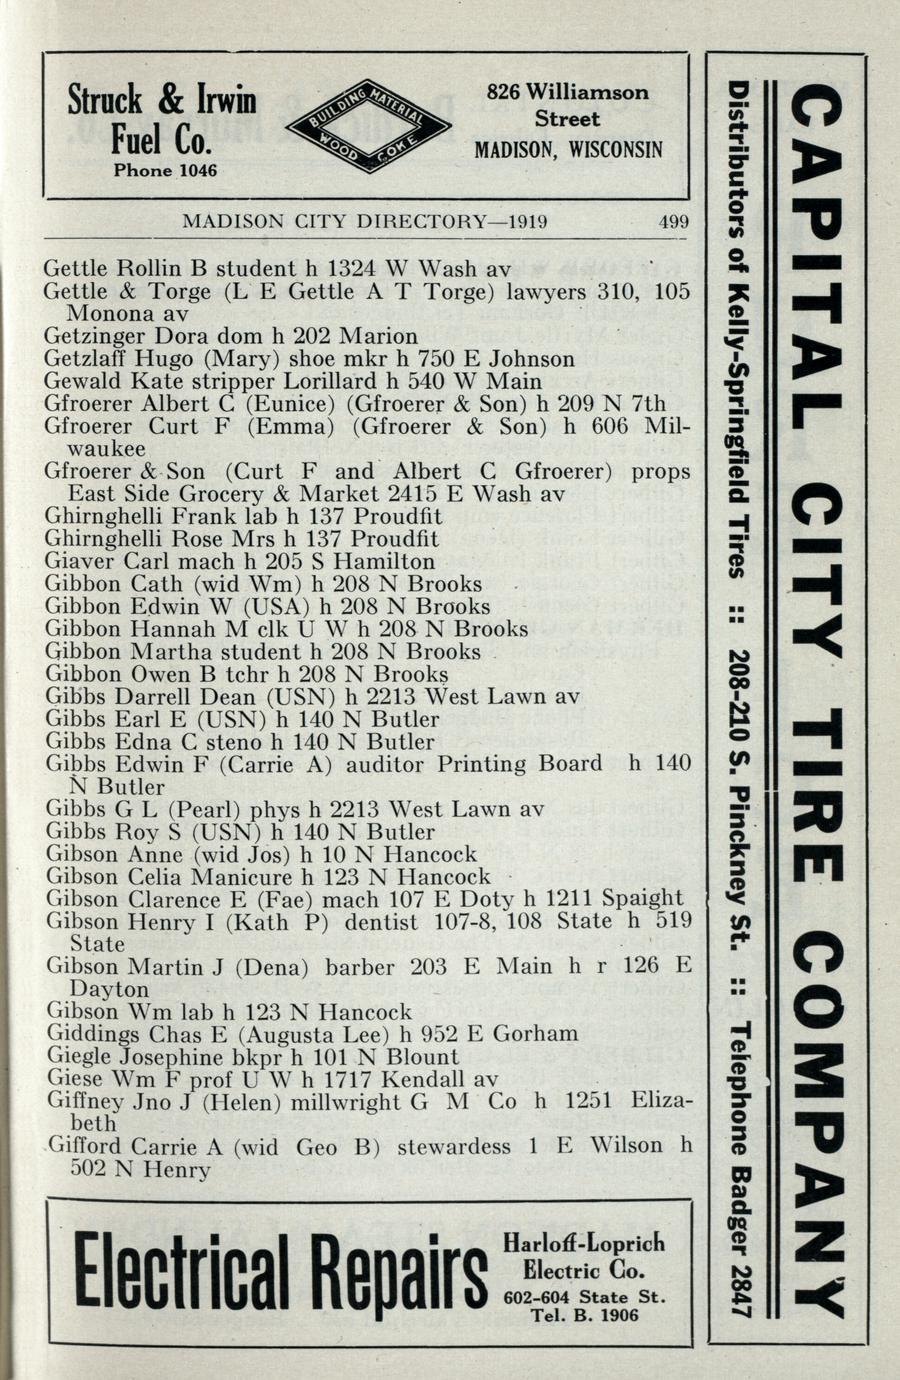 Struck & Irwin
Fuel Co.
Phone 1046
BUILDING MATERIAL
WOOD COKE
826 Williamson
Street
MADISON, WISCONSIN
MADISON CITY DIRECTORY—1919 499
Gettle Rollin B student h 1324 W Wash av
Gettle & Torge (L E Gettle A T Torge) lawyers 310, 105
Monona av
Getzinger Dora dom h 202 Marion
Getzlaff Hugo (Mary) shoe mkr h 750 E Johnson
Gewald Kate stripper Lorillard h 540 W Main
Gfroerer Albert C (Eunice) (Gfroerer & Son) h 209 N 7th
Gfroerer Curt F (Emma) (Gfroerer & Son) h 606 Mil-
waukee
Gfroerer & Son (Curt F and Albert C Gfroerer) props
East Side Grocery & Market 2415 E Wash av
Ghirnghelli Frank lab h 137 Proudfit
Ghirnghelli Rose Mrs h 137 Proudfit
Giaver Carl mach h 205 S Hamilton
Gibbon Cath (wid Wm) h 208 N Brooks
Gibbon Edwin W (USA) h 208 N Brooks
Gibbon Hannah M clk U W h 208 N Brooks
Gibbon Martha student h 208 N Brooks
Gibbon Owen B tchr h 208 N Brooks
Gibbs Darrell Dean (USN) h 2213 West Lawn av
Gibbs Earl E (USN) h 140 N Butler
Gibbs Edna C steno h 140 N Butler
Gibbs Edwin F (Carrie A) auditor Printing Board h 140
N Butler
Gibbs G L (Pearl) phys h 2213 West Lawn av
Gibbs Roy S (USN) h 140 N Butler
Gibson Anne (wid Jos) h 10 N Hancock
Gibson Celia Manicure h 123 N Hancock
Gibson Clarence E (Fae) mach 107 E Doty h 1211 Spaight
Gibson Henry I (Kath P) dentist 107-8, 108 State h 519
State
Gibson Martin J (Dena) barber 203 E Main h r 126 E
Dayton
Gibson Wm lab h 123 N Hancock
Giddings Chas E (Augusta Lee) h 952 E Gorham
Giegle Josephine bkpr h 101 N Blount
Giese Wm F prof U W h 1717 Kendall av
Giffney Jno J (Helen) millwright G M Co h 1251 Eliza-
beth
Gifford Carrie A (wid Geo B) stewardess 1 E Wilson h
502 N Henry
Electrical Repairs
Harloff-Loprich
Electric Co.
602-604 State St.
Tel. B. 1906
CAPITAL CITY TIRE COMPANY
Distributors of Kelly-Springfield Tires :: 208-210 S. Pinckney St. :: Telephone Badger 2847